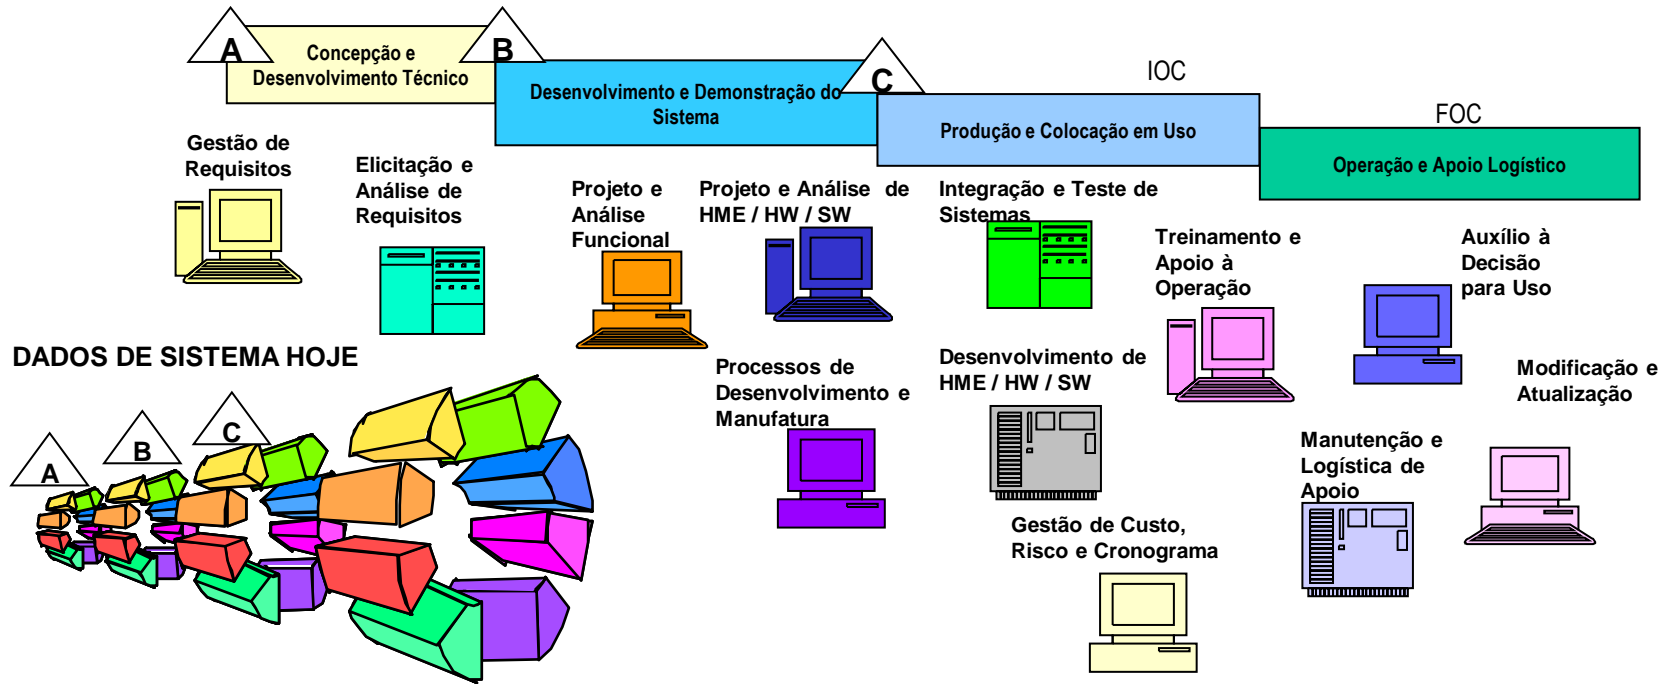 A
Concepção e
Desenvolvimento Técnico
B
Desenvolvimento e Demonstração do
Sistema
C
IOC
Produção e Colocação em Uso
FOC
Operação e Apoio Logístico
Gestão de
Requisitos
Elicitação e
Análise de
Requisitos
Projeto e
Análise
Funcional
Projeto e Análise de
HME / HW / SW
Integração e Teste de
Sistemas
Treinamento e
Apoio à
Operação
Auxílio à
Decisão
para Uso
DADOS DE SISTEMA HOJE
Processos de
Desenvolvimento e
Manufatura
Desenvolvimento de
HME / HW / SW
Modificação e
Atualização
A
B
C
Manutenção e
Logística de
Apoio
Gestão de Custo,
Risco e Cronograma